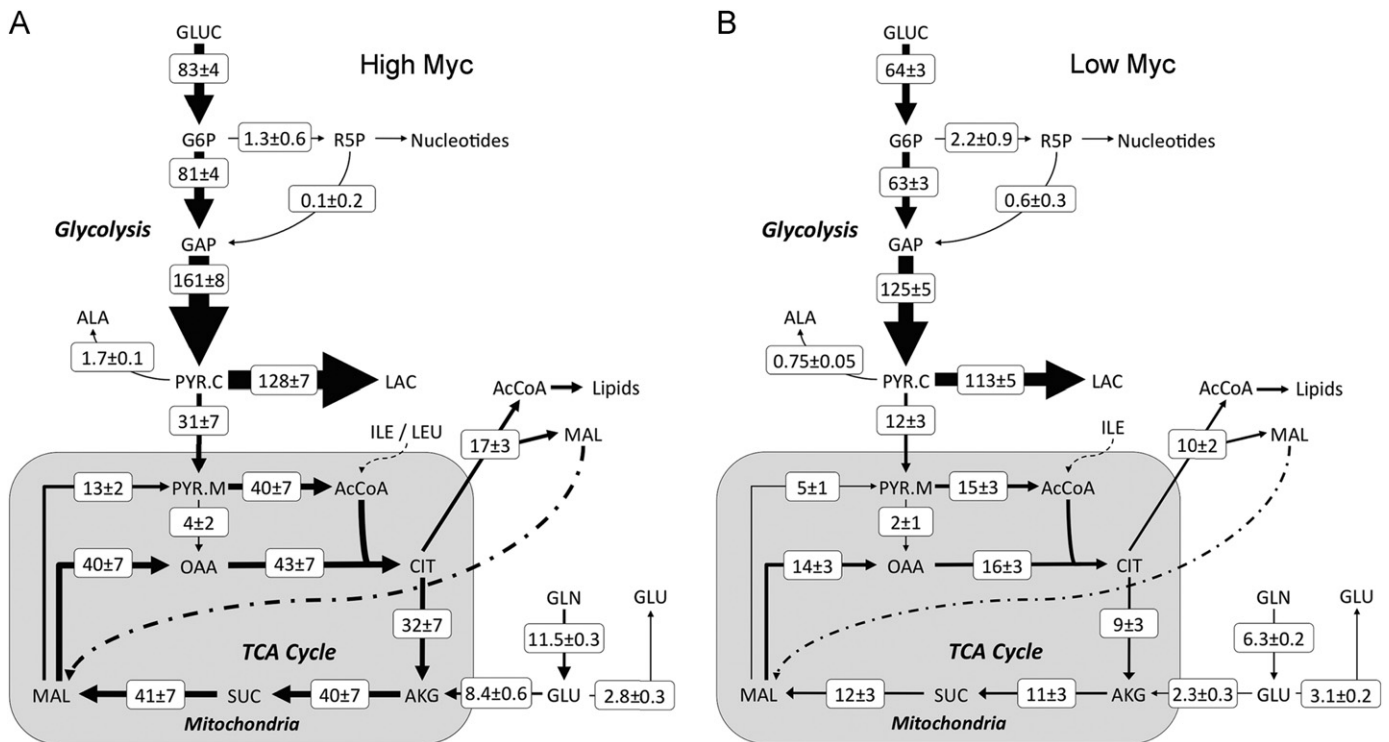 A
GLUC
83±4
High Myc
G6P
1.3±0.6
R5P
Nucleotides
81±4
0.1±0.2
Glycolysis
GAP
161±8
ALA
1.7±0.1
PYR.C
128±7
LAC
AcCoA
Lipids
31±7
ILE / LEU
17±3
MAL
13±2
PYR.M
40±7
AcCoA
4±2
40±7
OAA
43±7
CIT
GLN
GLU
32±7
11.5±0.3
TCA Cycle
MAL
41±7
SUC
40±7
AKG
8.4±0.6
GLU
2.8±0.3
Mitochondria
B
GLUC
64±3
Low Myc
G6P
2.2±0.9
R5P
Nucleotides
63±3
0.6±0.3
Glycolysis
GAP
125±5
ALA
0.75±0.05
PYR.C
113±5
LAC
AcCoA
Lipids
12±3
ILE
10±2
MAL
5±1
PYR.M
15±3
AcCoA
2±1
14±3
OAA
16±3
CIT
GLN
GLU
9±3
6.3±0.2
TCA Cycle
MAL
12±3
SUC
11±3
AKG
2.3±0.3
GLU
3.1±0.2
Mitochondria